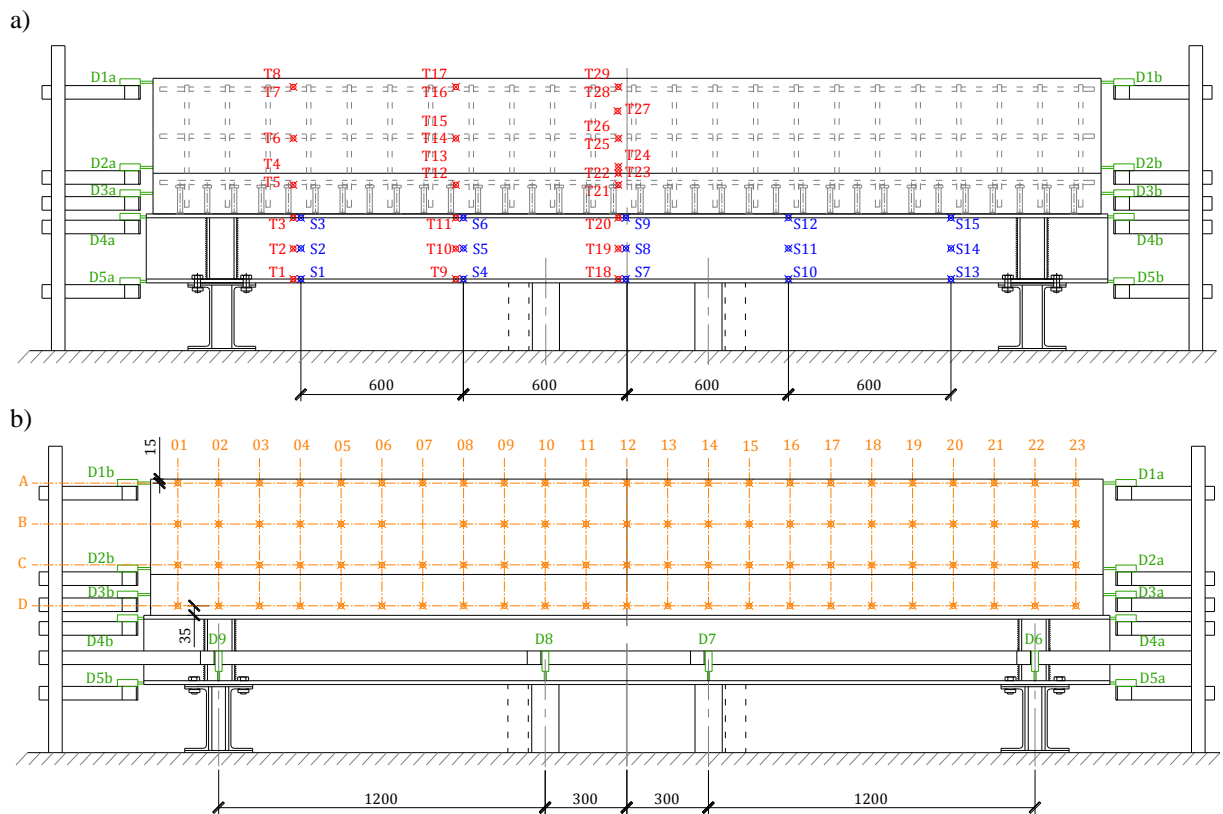 a)
T8 T17 T29
D1a D1b
T7 T16 T28
T27
T15 T26
T6 T14 T25
T4 T13 T24
D2a D2b
T5 T12 T22 T23
D3a D3b
T21
T3 S3 T11 S6 T20 S9 S12 S15
D4a D4b
T2 S2 T10 S5 T19 S8 S11 S14
T1 S1 T9 S4 T18 S7 S10 S13
D5a D5b
600 600 600 600
b)
15
01 02 03 04 05 06 07 08 09 10 11 12 13 14 15 16 17 18 19 20 21 22 23
D1b D1a
A
B
C
D2b D2a
D3b D3a
D
35
D4b D9 D8 D7 D6 D4a
D5b D5a
1200 300 300 1200